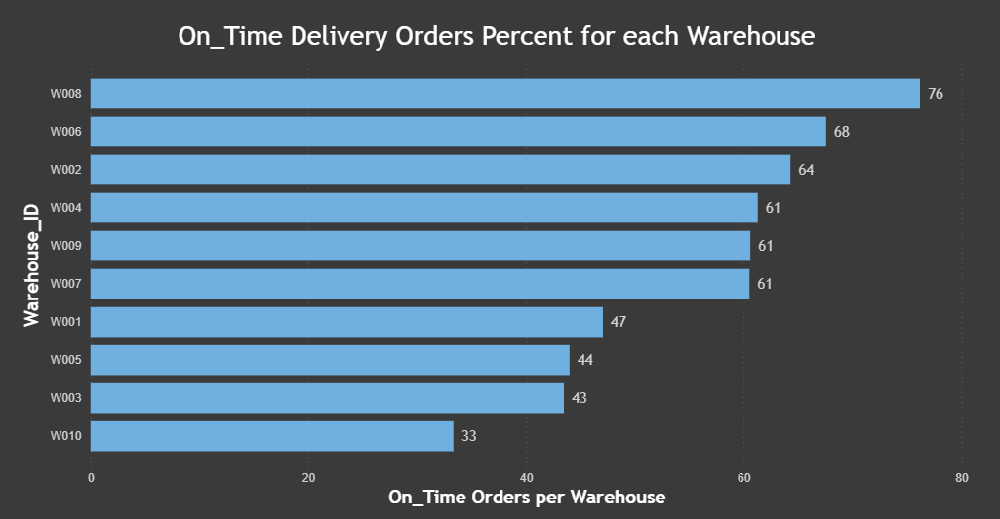 On_Time Delivery Orders Percent for each Warehouse
Warehouse_ID
W008 76
W006 68
W002 64
W004 61
W009 61
W007 61
W001 47
W005 44
W003 43
W010 33
0 20 40 60 80
On_Time Orders per Warehouse